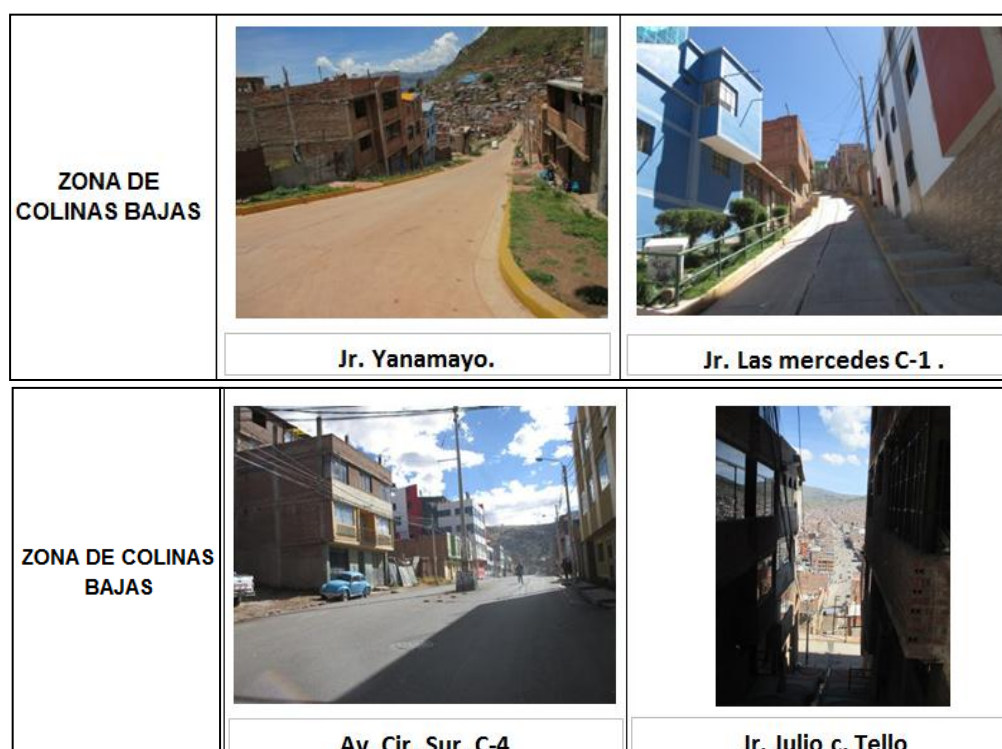 ZONA DE
COLINAS BAJAS
Jr. Yanamayo.
Jr. Las mercedes C-1 .
ZONA DE COLINAS
BAJAS
Av. Cir. Sur C-4
Jr. Julio c. Tello